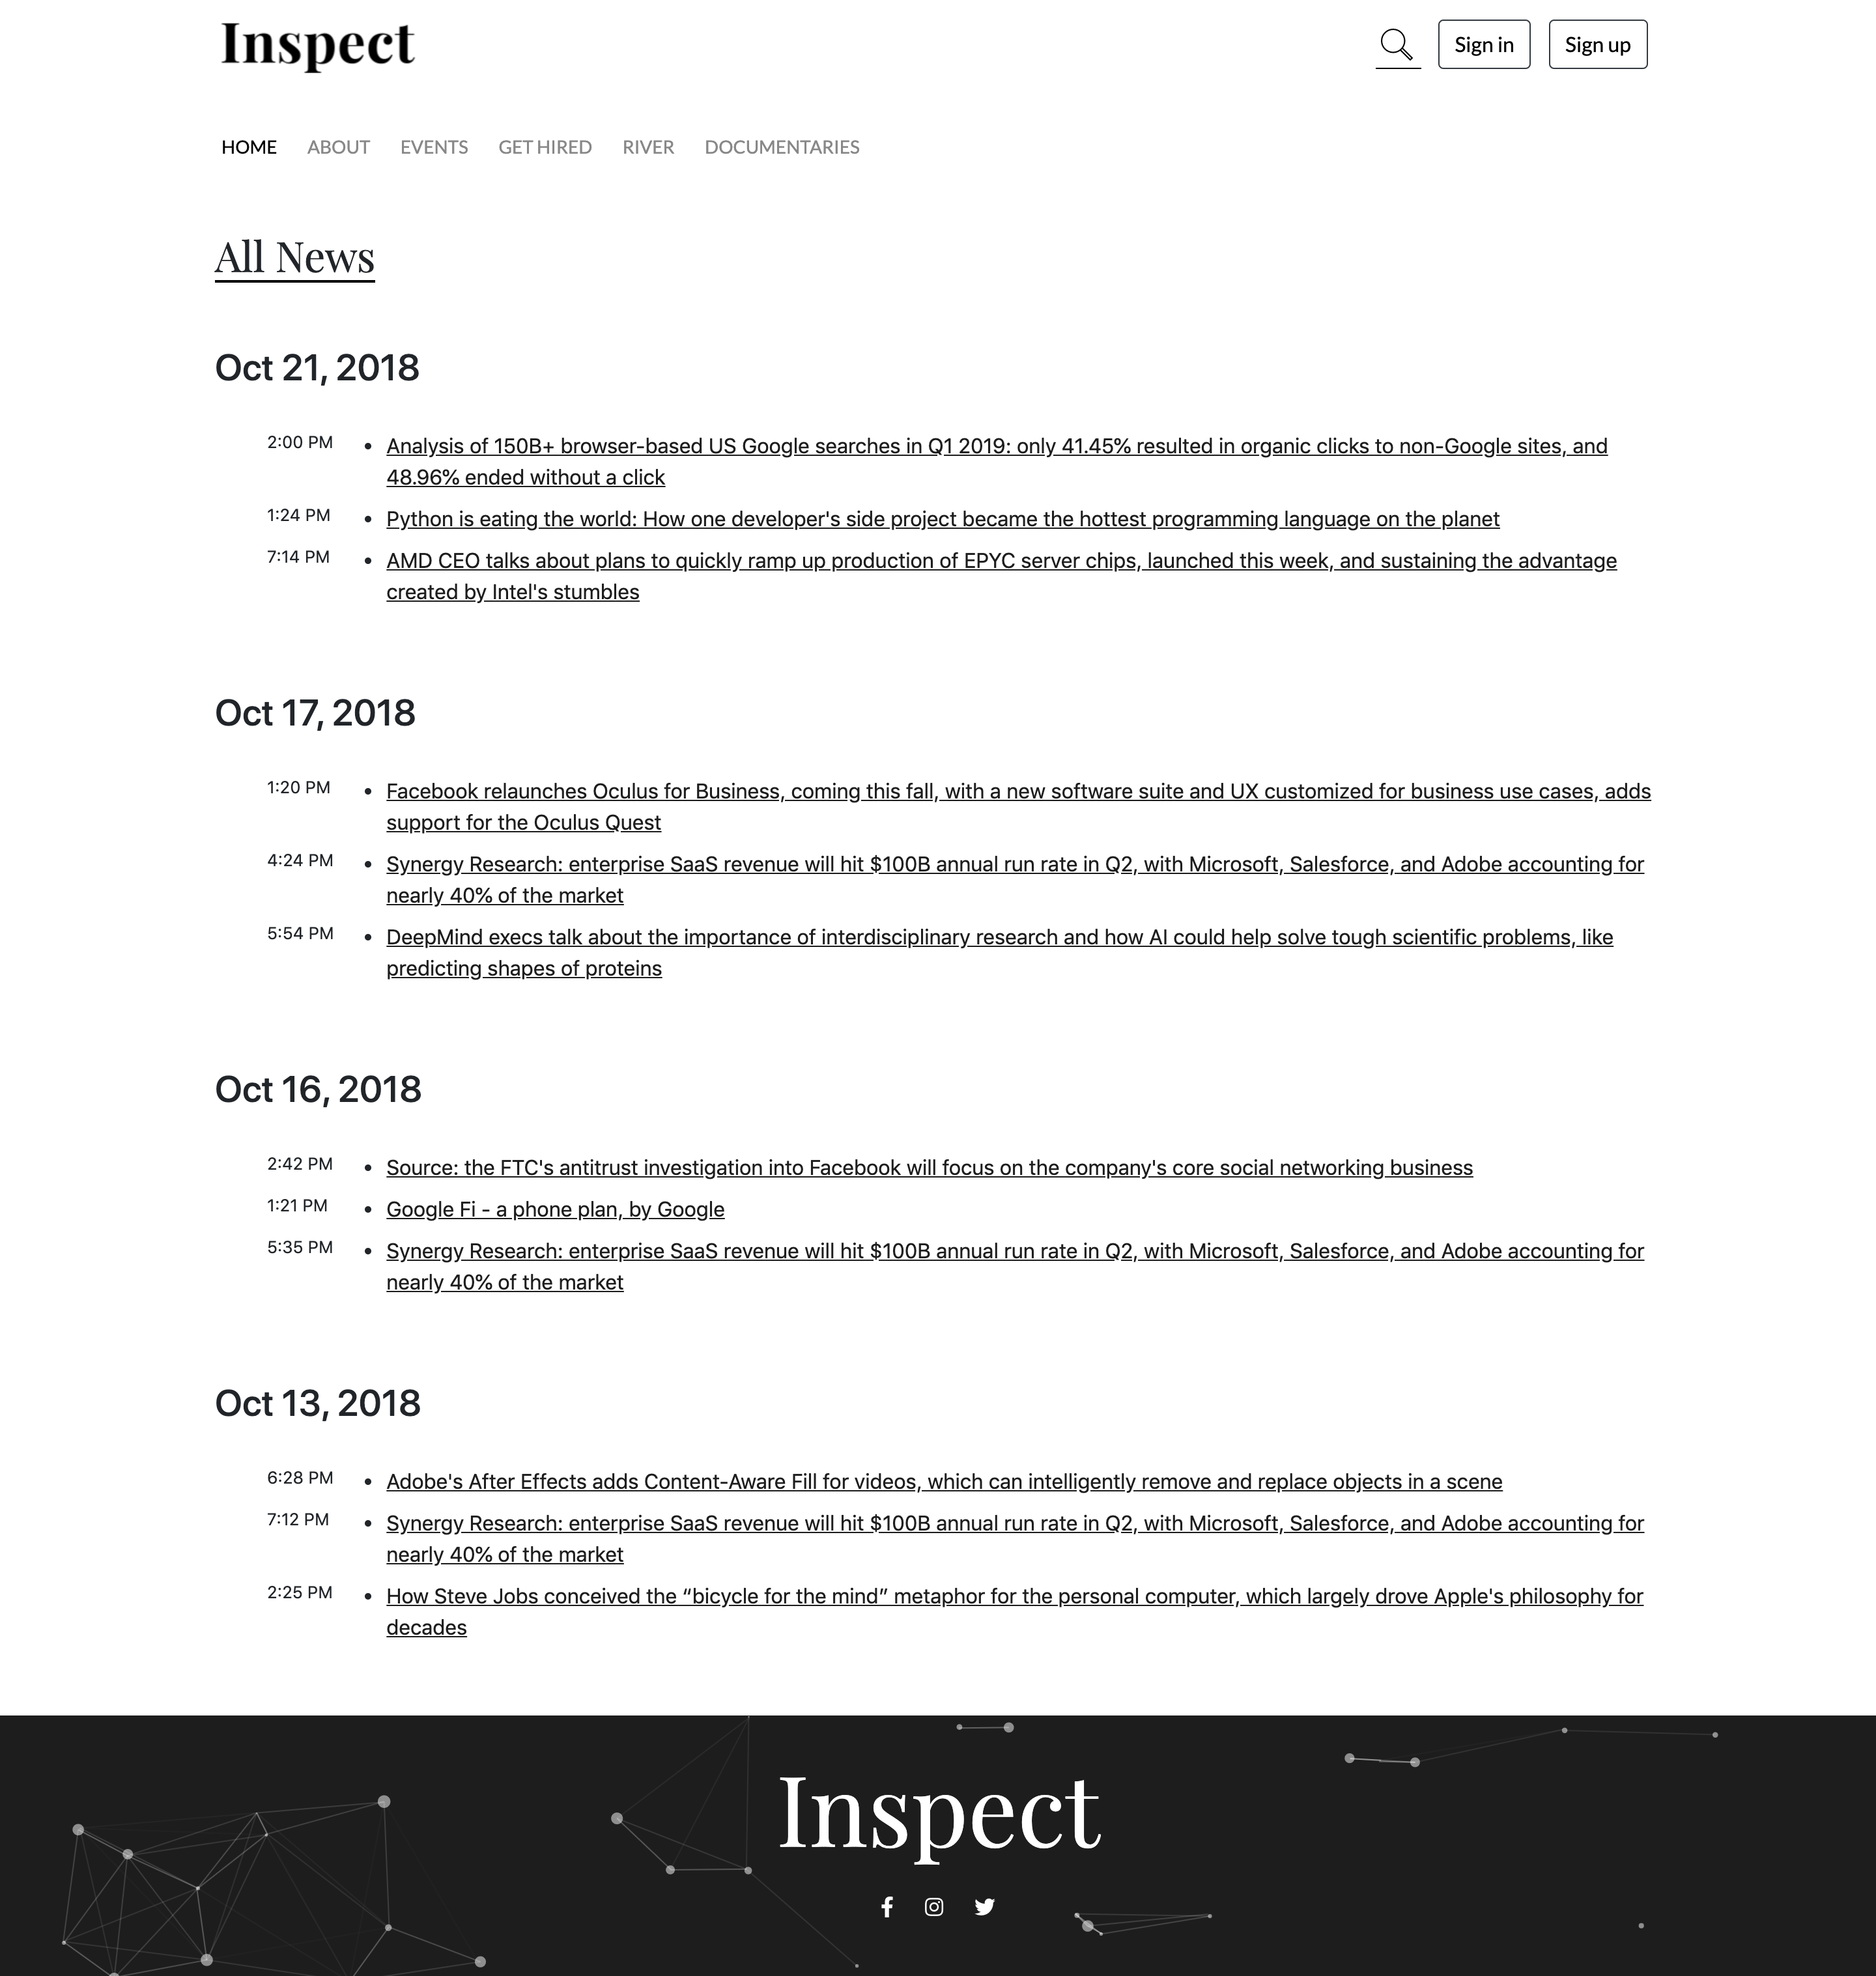 Inspect
Sign in
Sign up
HOME ABOUT EVENTS GET HIRED RIVER DOCUMENTARIES
All News
Oct 21, 2018
2:00 PM • Analysis of 150B+ browser-based US Google searches in Q1 2019: only 41.45% resulted in organic clicks to non-Google sites, and
48.96% ended without a click
1:24 PM • Python is eating the world: How one developer's side project became the hottest programming language on the planet
7:14 PM • AMD CEO talks about plans to quickly ramp up production of EPYC server chips, launched this week, and sustaining the advantage
created by Intel's stumbles
Oct 17, 2018
1:20 PM • Facebook relaunches Oculus for Business, coming this fall, with a new software suite and UX customized for business use cases, adds
support for the Oculus Quest
4:24 PM • Synergy Research: enterprise SaaS revenue will hit $100B annual run rate in Q2, with Microsoft, Salesforce, and Adobe accounting for
nearly 40% of the market
5:54 PM • DeepMind execs talk about the importance of interdisciplinary research and how AI could help solve tough scientific problems, like
predicting shapes of proteins
Oct 16, 2018
2:42 PM • Source: the FTC's antitrust investigation into Facebook will focus on the company's core social networking business
1:21 PM • Google Fi - a phone plan, by Google
5:35 PM • Synergy Research: enterprise SaaS revenue will hit $100B annual run rate in Q2, with Microsoft, Salesforce, and Adobe accounting for
nearly 40% of the market
Oct 13, 2018
6:28 PM • Adobe's After Effects adds Content-Aware Fill for videos, which can intelligently remove and replace objects in a scene
7:12 PM • Synergy Research: enterprise SaaS revenue will hit $100B annual run rate in Q2, with Microsoft, Salesforce, and Adobe accounting for
nearly 40% of the market
2:25 PM • How Steve Jobs conceived the “bicycle for the mind” metaphor for the personal computer, which largely drove Apple's philosophy for
decades
Inspect